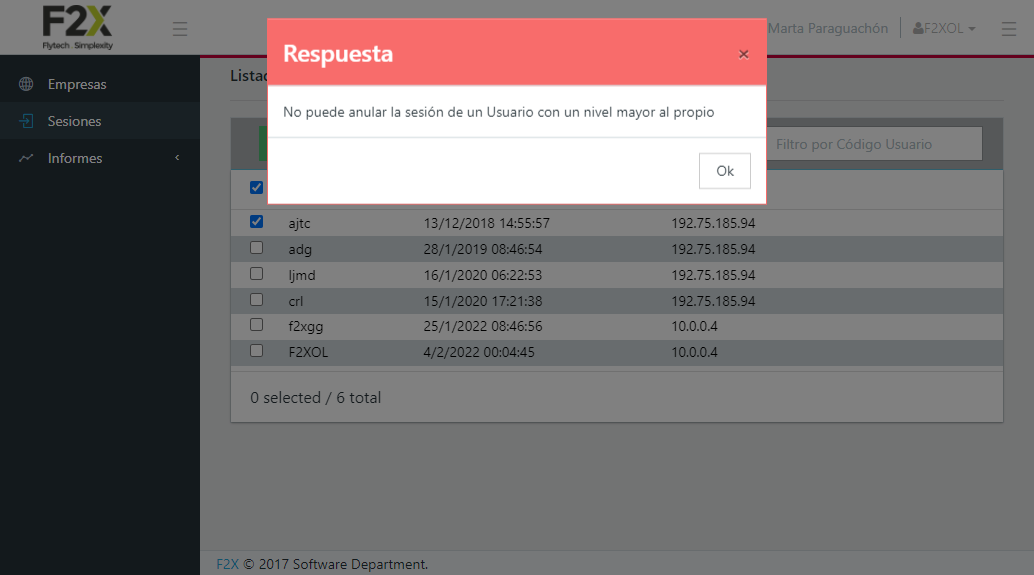 F2X
Flytech Simplexity
Marta Paraguachón
F2XOL
Respuesta
×
No puede anular la sesión de un Usuario con un nivel mayor al propio
Ok
Empresas
Sesiones
Informes
Filtro por Código Usuario
ajtc 13/12/2018 14:55:57 192.75.185.94
adg 28/1/2019 08:46:54 192.75.185.94
ljmd 16/1/2020 06:22:53 192.75.185.94
crl 15/1/2020 17:21:38 192.75.185.94
f2xgg 25/1/2022 08:46:56 10.0.0.4
F2XOL 4/2/2022 00:04:45 10.0.0.4
0 selected / 6 total
F2X © 2017 Software Department.